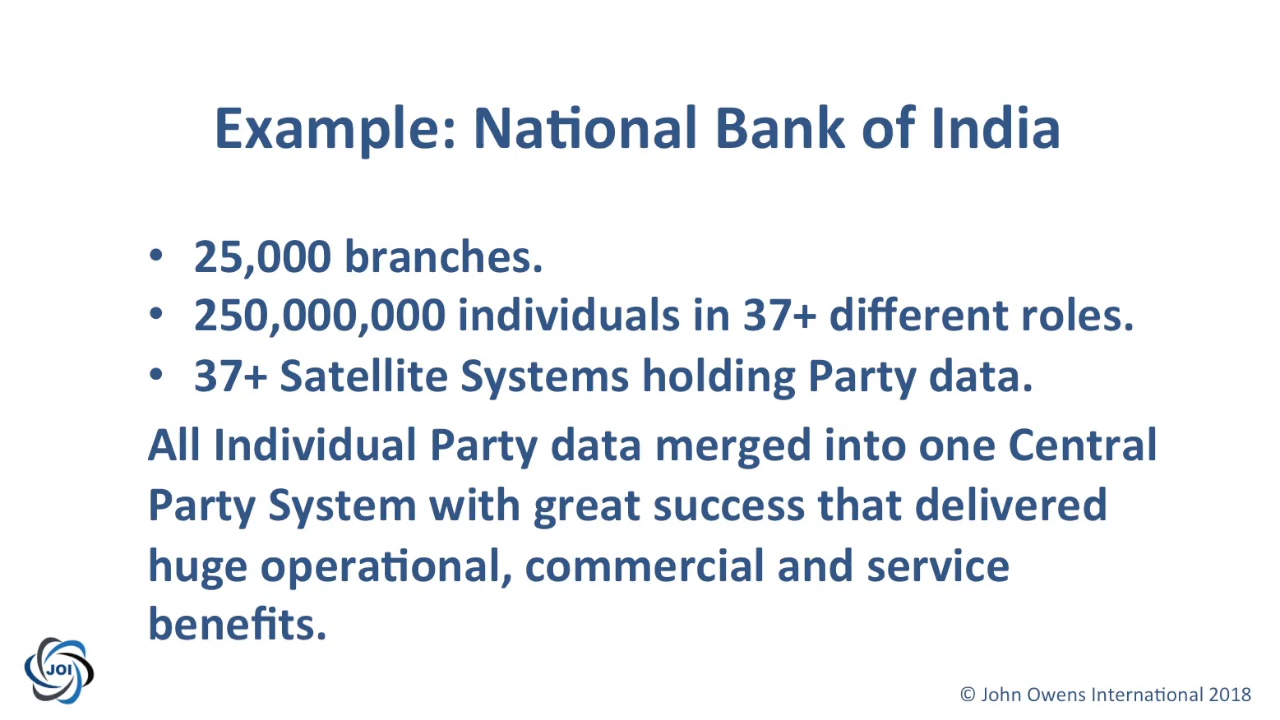 Example: National Bank of India
• 25,000 branches.
• 250,000,000 individuals in 37+ different roles.
• 37+ Satellite Systems holding Party data.
All Individual Party data merged into one Central
Party System with great success that delivered
huge operational, commercial and service
benefits.
JOI
© John Owens International 2018